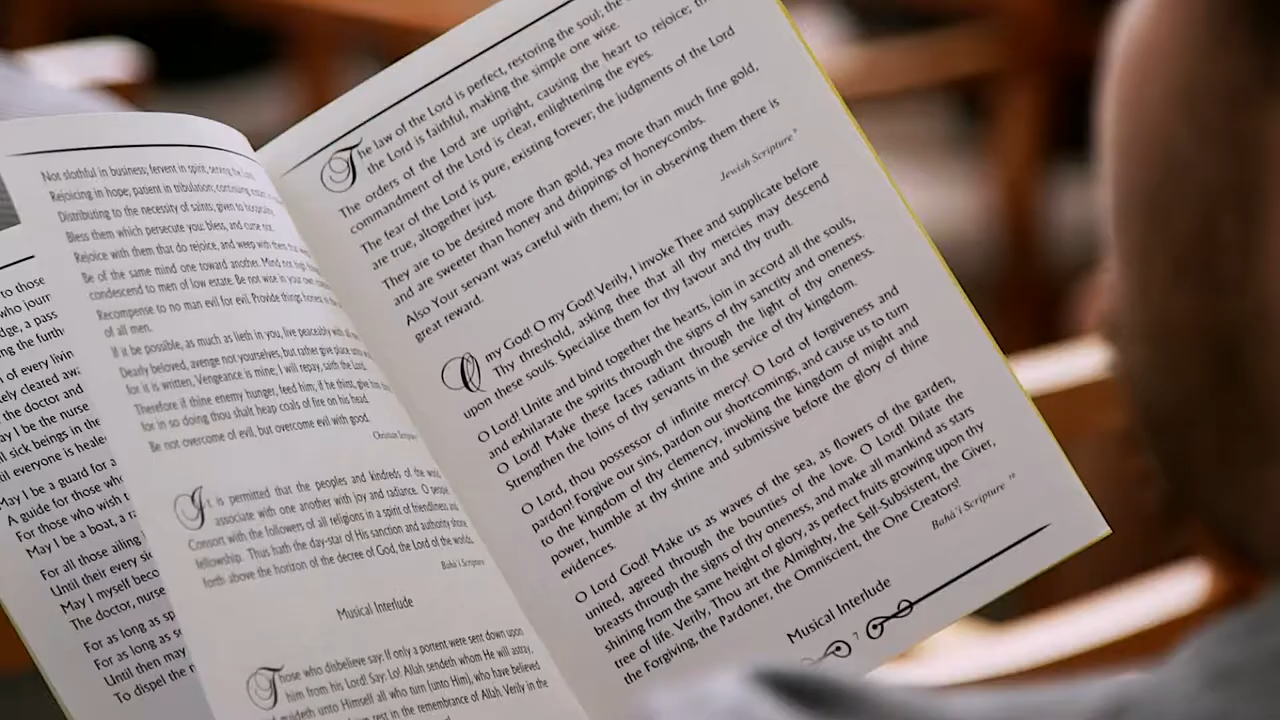 to those
who journ
dge, a pass
ng the furth
of every livin
tely cleared awa
the doctor and
ay I be the nurse
ll sick beings in the
til everyone is heale
May I be a guard for a
A guide for those who
For those who wish t
May I be a boat, a ra
For all those ailing
Until their every si
May I myself beco
The doctor, nurse
For as long as sp
For as long as s
Until then may
To dispel the
Not slothful in business; fervent in spirit, serving the Lord,
Rejoicing in hope; patient in tribulation; continuing
Distributing to the necessity of saints; given to hospitality.
Bless them which persecute you: bless, and curse not.
Rejoice with them that do rejoice, and weep with them that
Be of the same mind one toward another. Mind not high
condescend to men of low estate. Be not wise in your own
Recompense to no man evil for evil. Provide things honest in
of all men.
If it be possible, as much as lieth in you, live peaceably with
Dearly beloved, avenge not yourselves, but rather give place
for it is written, Vengeance is mine, I will repay, saith the Lord.
Therefore if thine enemy hunger, feed him; if he thirst, give him
for in so doing thou shalt heap coals of fire on his head.
Be not overcome of evil, but overcome evil with good.
Christian Scripture
It is permitted that the peoples and kindreds of the
associate with one another with joy and radiance. O people
Consort with the followers of all religions in a spirit of friendliness and
fellowship. Thus hath the day-star of His sanction and authority shone
forth above the horizon of the decree of God, the Lord of the worlds.
Bahá'í Scripture
Musical Interlude
Those who disbelieve say: If only a portent were sent down upon
him from his Lord! Say: Lo! Allah sendeth whom He will astray,
and guideth unto Himself all who turn (unto Him), who have believed
rest in the remembrance of Allah. Verily in the
The law of the Lord is perfect, restoring the soul; the
the Lord is faithful, making the simple one wise.
The orders of the Lord are upright, causing the heart to rejoice; th
commandment of the Lord is clear, enlightening the eyes.
The fear of the Lord is pure, existing forever; the judgments of the Lord
are true, altogether just.
They are to be desired more than gold, yea more than much fine gold,
and are sweeter than honey and drippings of honeycombs.
Also Your servant was careful with them; for in observing them there is
great reward.
Jewish Scripture
O my God! O my God! Verily, I invoke Thee and supplicate before
Thy threshold, asking thee that all thy mercies may descend
upon these souls. Specialise them for thy favour and thy truth.
O Lord! Unite and bind together the hearts, join in accord all the souls,
and exhilarate the spirits through the signs of thy sanctity and oneness.
O Lord! Make these faces radiant through the light of thy oneness.
Strengthen the loins of thy servants in the service of thy kingdom.
O Lord, thou possessor of infinite mercy! O Lord of forgiveness and
pardon! Forgive our sins, pardon our shortcomings, and cause us to turn
to the kingdom of thy clemency, invoking the kingdom of might and
power, humble at thy shrine and submissive before the glory of thine
evidences.
O Lord God! Make us as waves of the sea, as flowers of the garden,
united, agreed through the bounties of thy love. O Lord! Dilate the
breasts through the signs of thy oneness, and make all mankind as stars
shining from the same height of glory, as perfect fruits growing upon thy
tree of life. Verily, Thou art the Almighty, the Self-Subsistent, the Giver,
the Forgiving, the Pardoner, the Omniscient, the One Creator!
Bahá'í Scripture
Musical Interlude
7